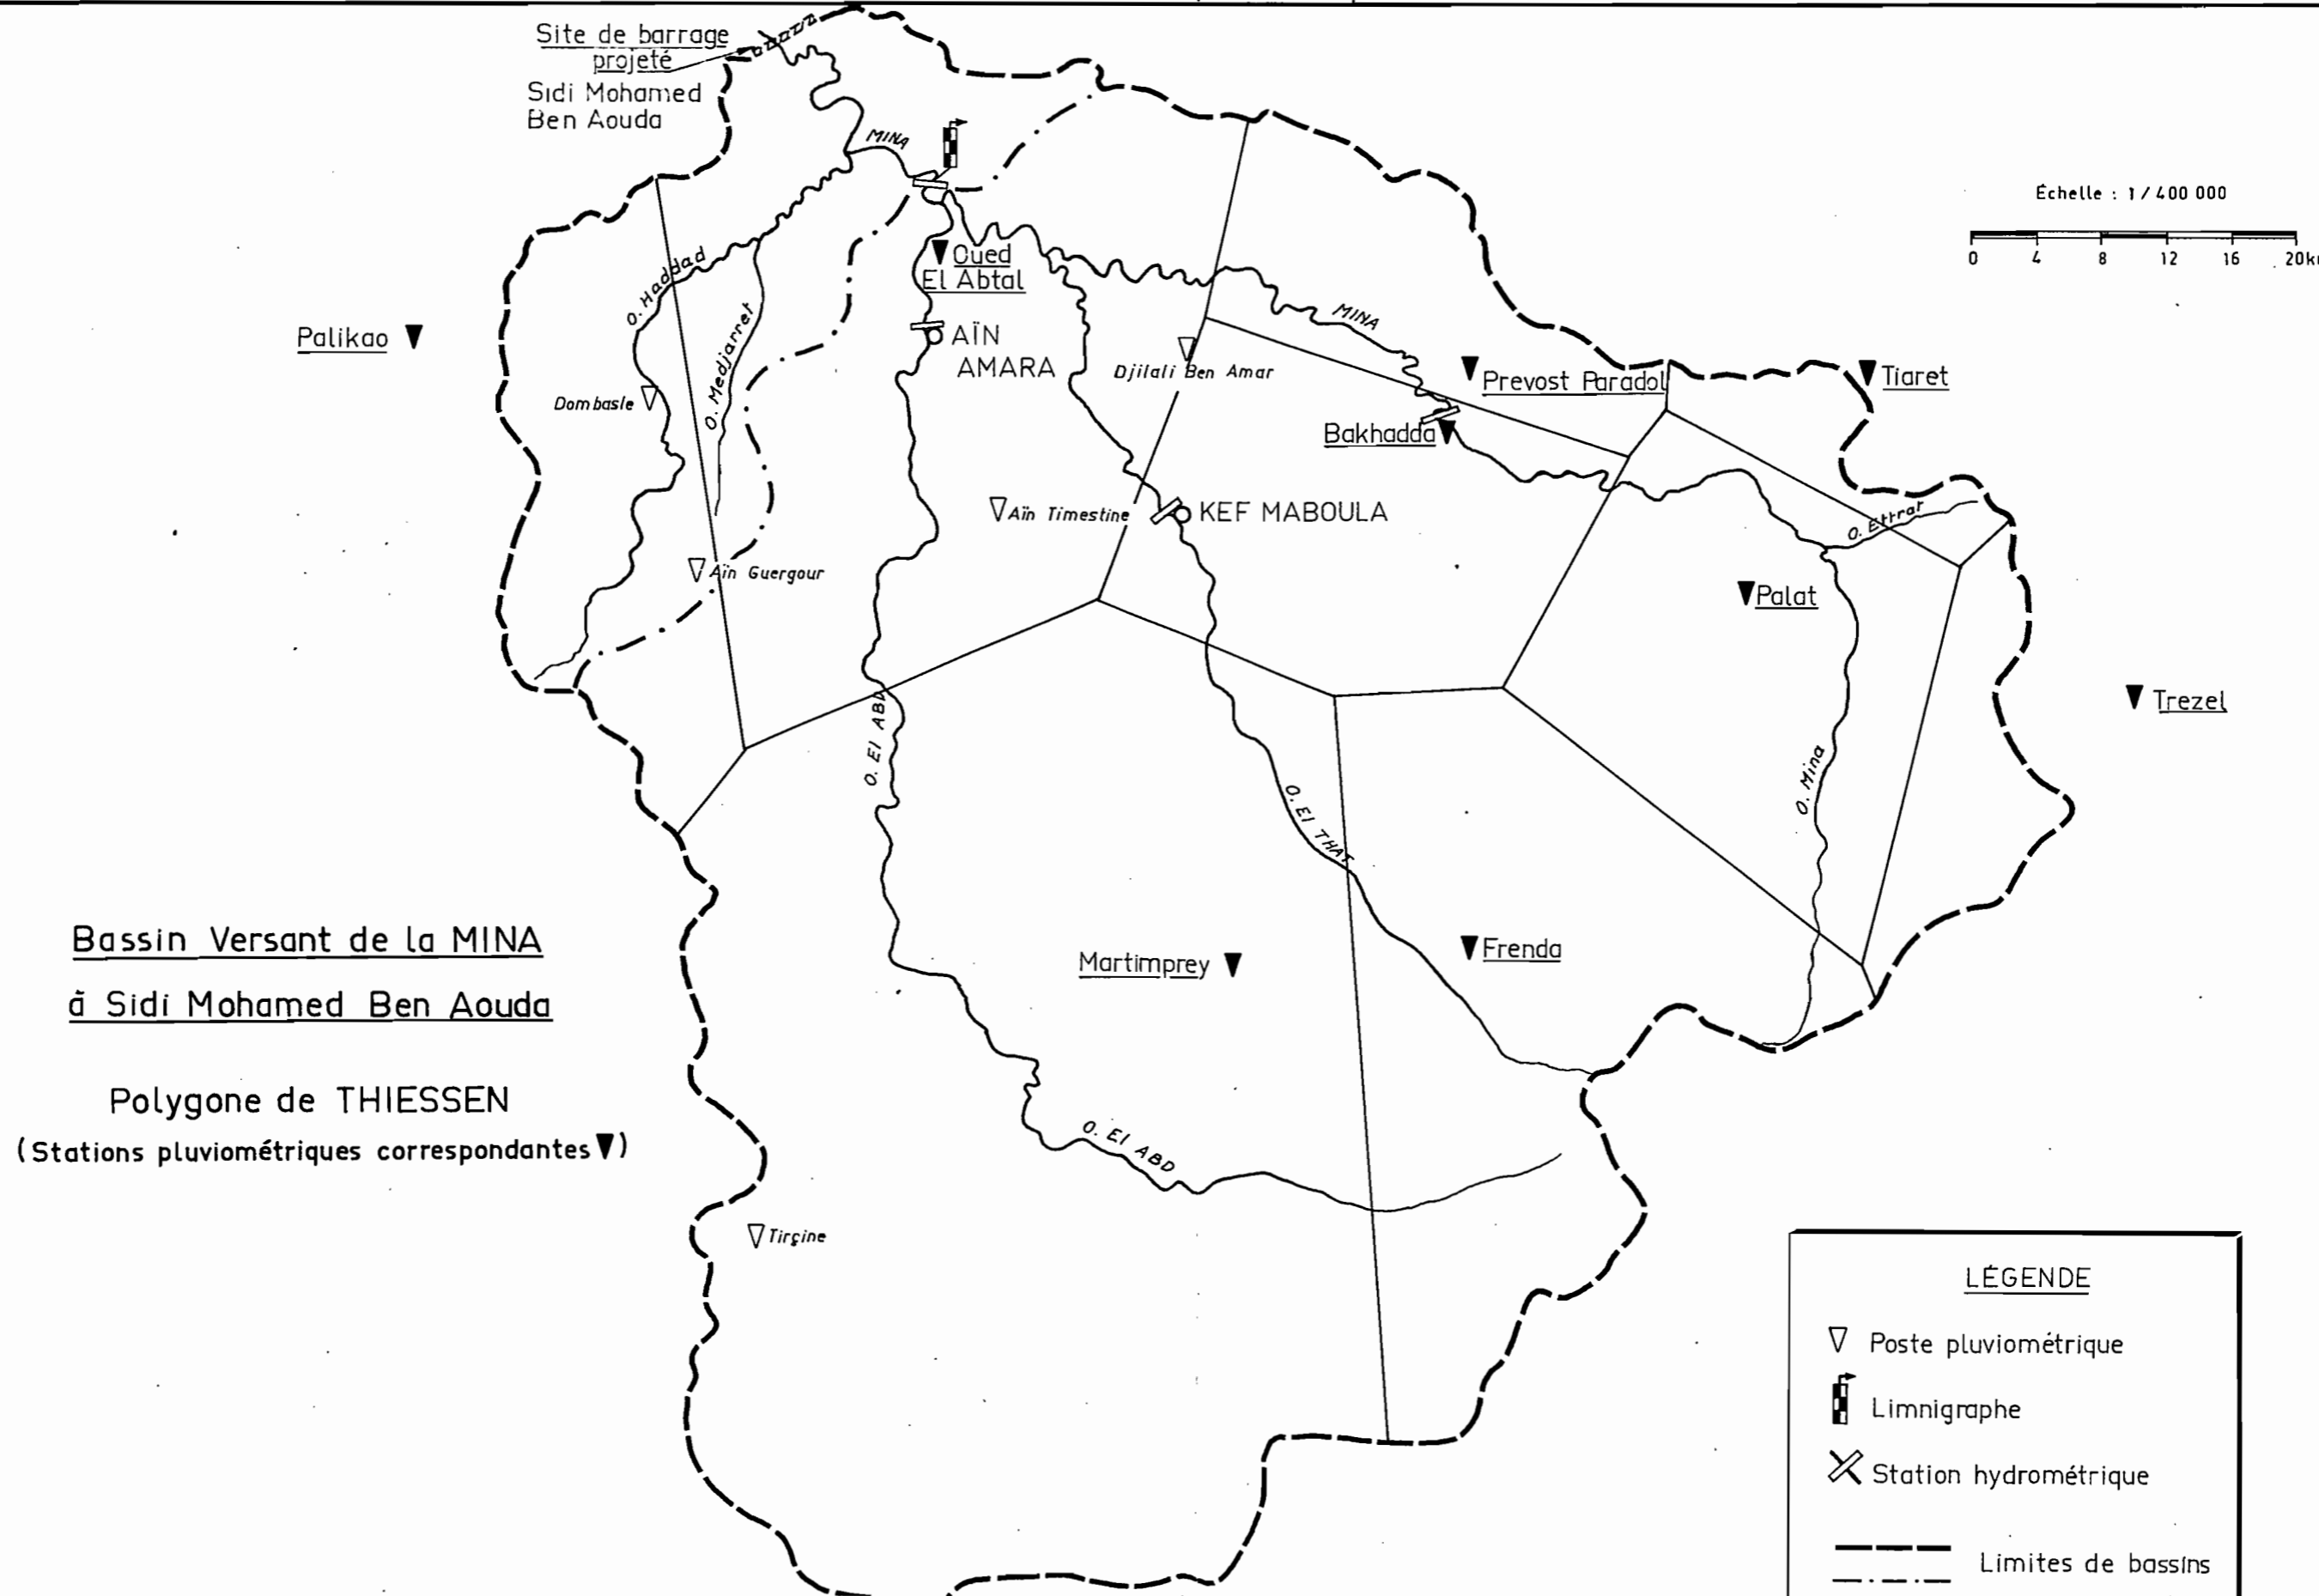 Site de barrage
projeté
Sidi Mohamed
Ben Aouda
MINA
Échelle : 1/400 000
0 4 8 12 16 20k
Oued
El Abtal
O. Haddad
O. Medjarret
Palikao
AÏN
AMARA
MINA
Djilali Ben Amar
Prevost Paradol
Tiaret
Dombasle
Bakhadda
Aïn Timestine
KEF MABOULA
O. Ettrat
Aïn Guergour
Palat
Trezel
O. El ABD
O. Mina
O. El THAT
Bassin Versant de la MINA
à Sidi Mohamed Ben Aouda
Martimprey
Frenda
Polygone de THIESSEN
(Stations pluviométriques correspondantes▼)
O. El ABD
Tirçine
LÉGENDE
Poste pluviométrique
Limnigraphe
Station hydrométrique
Limites de bassins